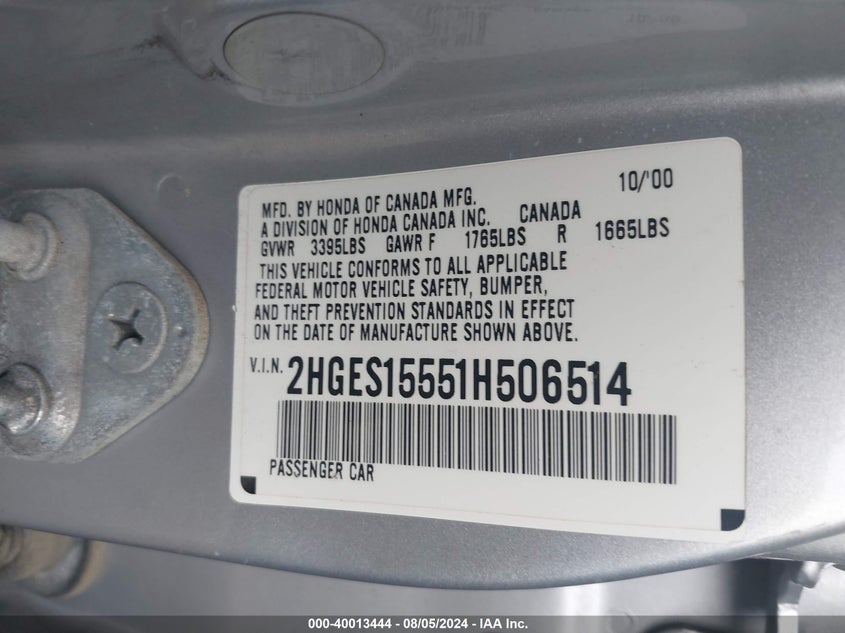 10/'00
MFD. BY HONDA OF CANADA MFG.
A DIVISION OF HONDA CANADA INC. CANADA
GVWR 3395LBS GAWR F 1765LBS R 1665LBS
THIS VEHICLE CONFORMS TO ALL APPLICABLE
FEDERAL MOTOR VEHICLE SAFETY, BUMPER,
AND THEFT PREVENTION STANDARDS IN EFFECT
ON THE DATE OF MANUFACTURE SHOWN ABOVE.
V.I.N. 2HGES15551H506514
PASSENGER CAR
000-40013444 - 08/05/2024 - IAA Inc.